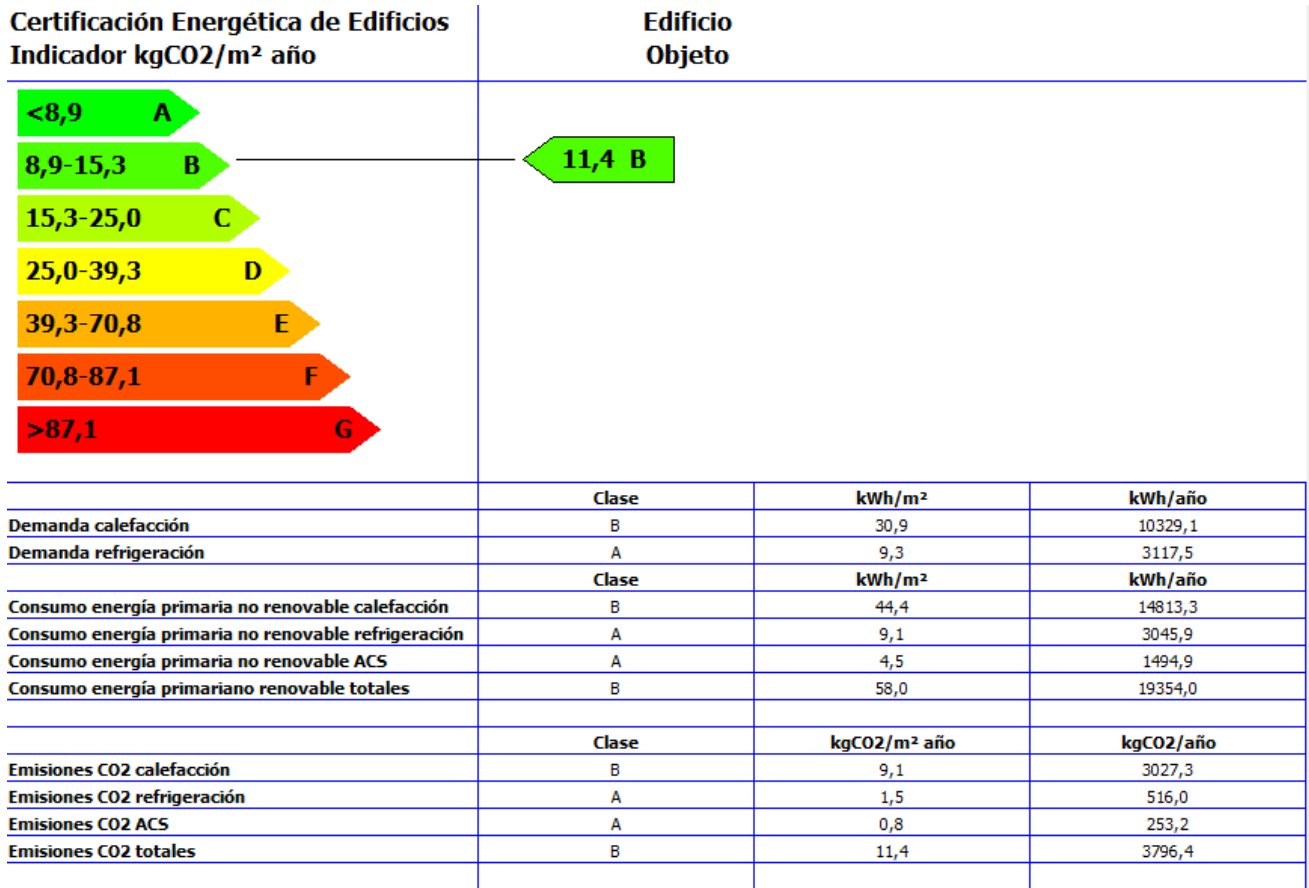 Certificación Energética de Edificios
Indicador kgCO2/m² año
Edificio
Objeto
<8,9 A
8,9-15,3 B
11,4 B
15,3-25,0 C
25,0-39,3 D
39,3-70,8 E
70,8-87,1 F
>87,1 G
Clase kWh/m² kWh/año
Demanda calefacción B 30,9 10329,1
Demanda refrigeración A 9,3 3117,5
Clase kWh/m² kWh/año
Consumo energía primaria no renovable calefacción B 44,4 14813,3
Consumo energía primaria no renovable refrigeración A 9,1 3045,9
Consumo energía primaria no renovable ACS A 4,5 1494,9
Consumo energía primariano renovable totales B 58,0 19354,0
Clase kgCO2/m² año kgCO2/año
Emisiones CO2 calefacción B 9,1 3027,3
Emisiones CO2 refrigeración A 1,5 516,0
Emisiones CO2 ACS A 0,8 253,2
Emisiones CO2 totales B 11,4 3796,4